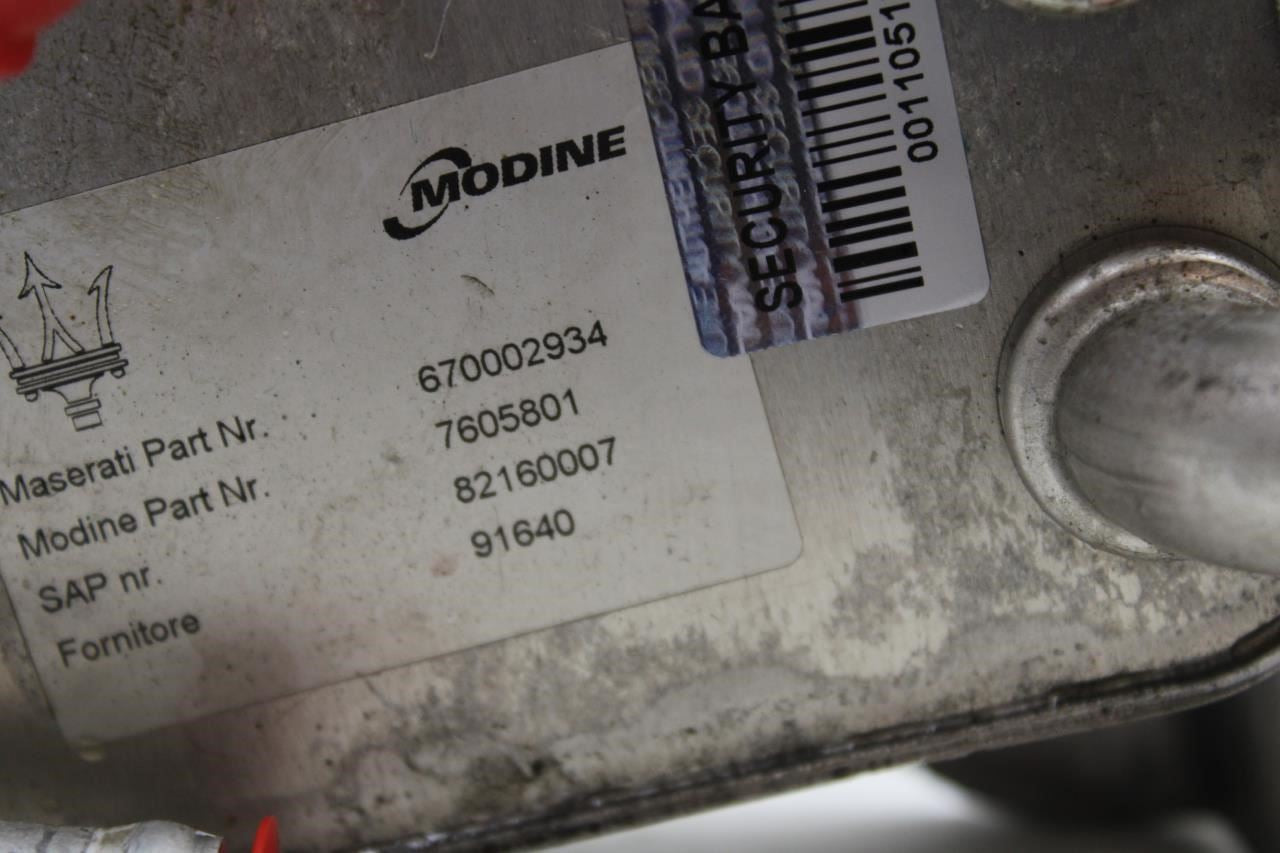 MODINE
Maserati Part Nr. 670002934
Modine Part Nr. 7605801
SAP nr. 82160007
Fornitore 91640
SECURITY
0011051